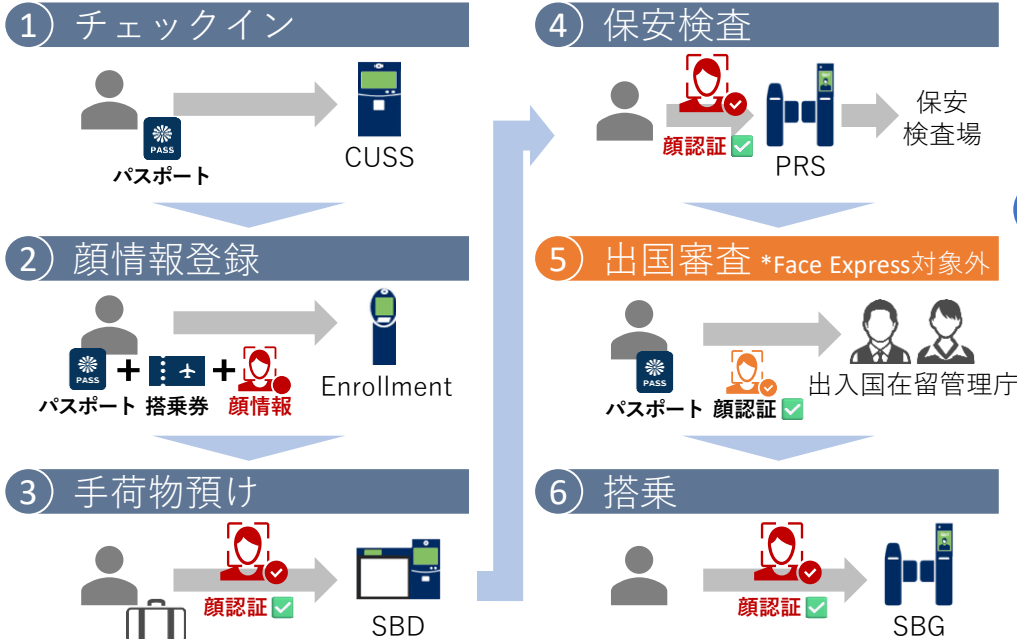 ① チェックイン
PASS
パスポート
CUSS
② 顔情報登録
PASS
+
+
パスポート 搭乗券 顔情報
Enrollment
③ 手荷物預け
顔認証✅
SBD
④ 保安検査
顔認証✅
PRS
保安
検査場
⑤ 出国審査 *Face Express対象外
PASS
パスポート 顔認証✅
出入国在留管理庁
⑥ 搭乗
顔認証✅
SBG